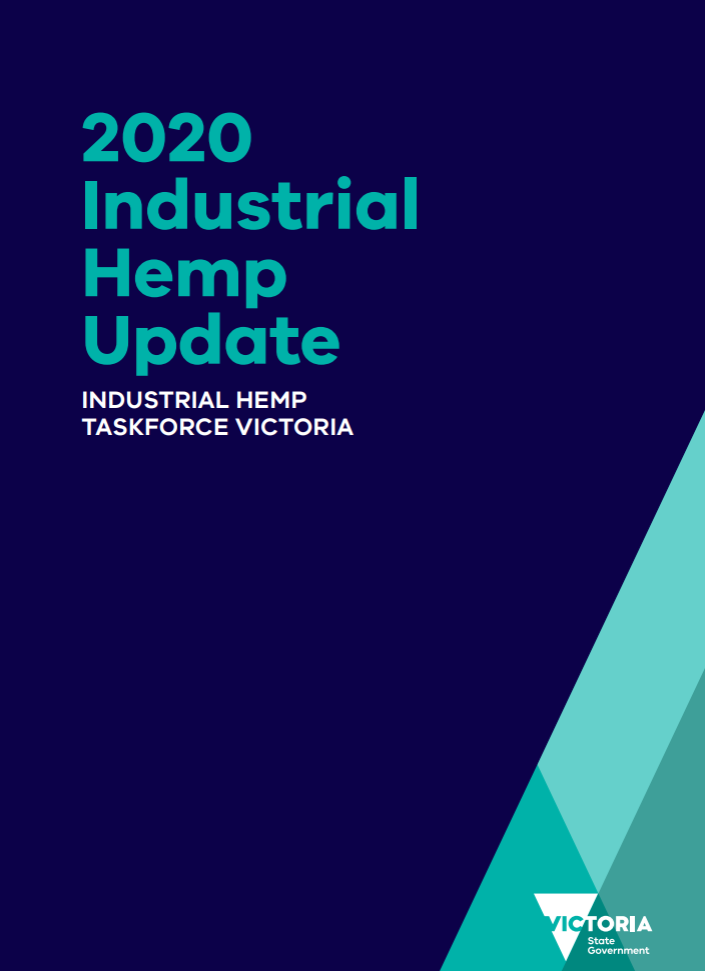 2020
Industrial
Hemp
Update
INDUSTRIAL HEMP
TASKFORCE VICTORIA
VICTORIA
State
Government